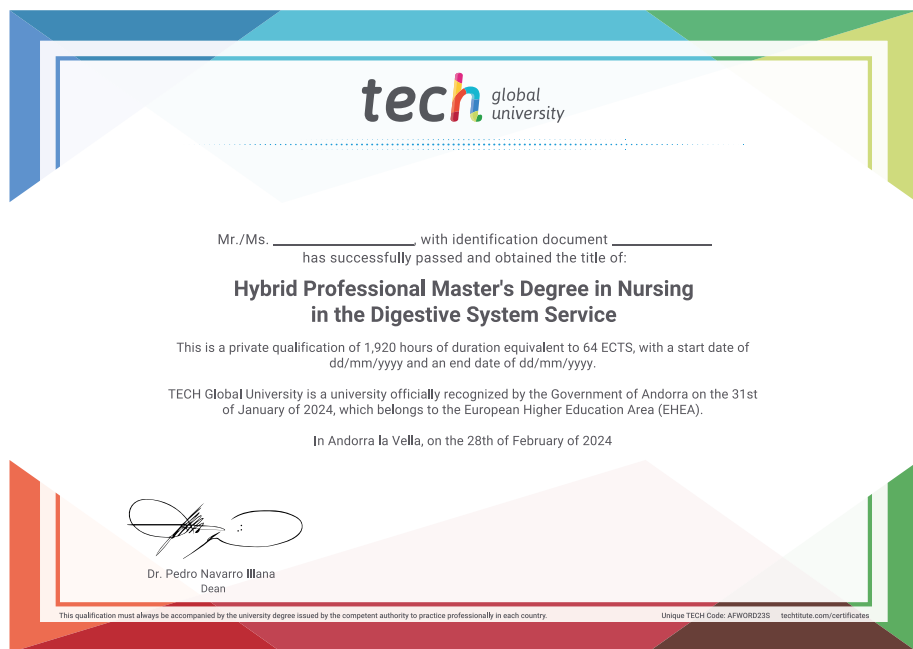 tech global university
Mr./Ms. ____________, with identification document ____________
has successfully passed and obtained the title of:
Hybrid Professional Master's Degree in Nursing
in the Digestive System Service
This is a private qualification of 1,920 hours of duration equivalent to 64 ECTS, with a start date of
dd/mm/yyyy and an end date of dd/mm/yyyy.
TECH Global University is a university officially recognized by the Government of Andorra on the 31st
of January of 2024, which belongs to the European Higher Education Area (EHEA).
In Andorra la Vella, on the 28th of February of 2024
Dr. Pedro Navarro Illana
Dean
This qualification must always be accompanied by the university degree issued by the competent authority to practice professionally in each country. Unique TECH Code: AFWORD23S techtitute.com/certificates